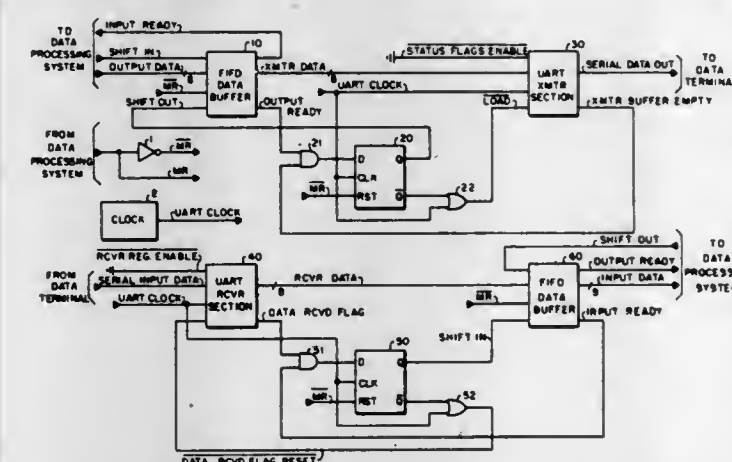 TO
DATA
PROCESSING
SYSTEM
INPUT READY
SHIFT IN
OUTPUT DATA
8
MR
SHIFT OUT
10
FIFO
DATA
BUFFER
XMTR DATA
8
OUTPUT
READY
STATUS FLAGS ENABLE
UART CLOCK
LOAD
30
UART
XMTR
SECTION
SERIAL DATA OUT
XMTR BUFFER EMPTY
TO
DATA
TERMINAL
FROM
DATA
PROCESSING
SYSTEM
1
MR
MR
21
20
D
Q
CLK
RST
Q
MR
22
2
CLOCK
UART CLOCK
RCVR REG. ENABLE
FROM
DATA
TERMINAL
SERIAL INPUT DATA
UART CLOCK
40
UART
RCVR
SECTION
RCVR DATA
8
DATA RCVD FLAG
51
50
D
Q
CLK
RST
Q
MR
52
SHIFT IN
MR
60
FIFO
DATA
BUFFER
SHIFT OUT
OUTPUT READY
INPUT DATA
INPUT READY
TO
DATA
PROCESS
SYSTEM
DATA RCVD FLAG RESET